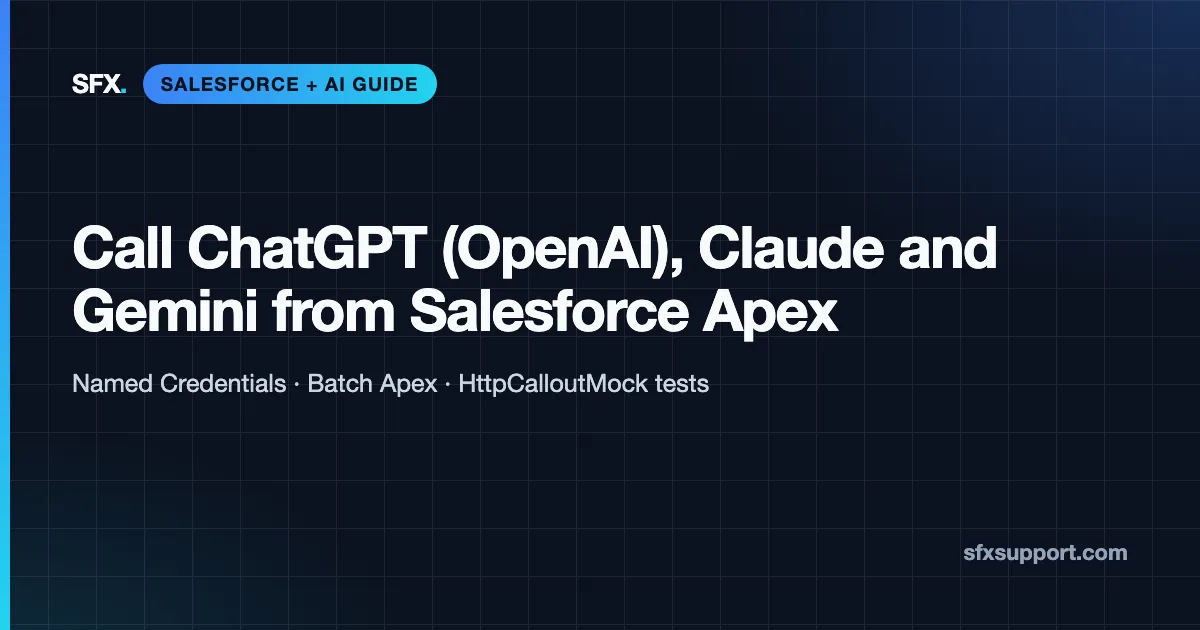 SFX.
SALESFORCE + AI GUIDE
Call ChatGPT (OpenAI), Claude and
Gemini from Salesforce Apex
Named Credentials · Batch Apex · HttpCalloutMock tests
sfxsupport.com